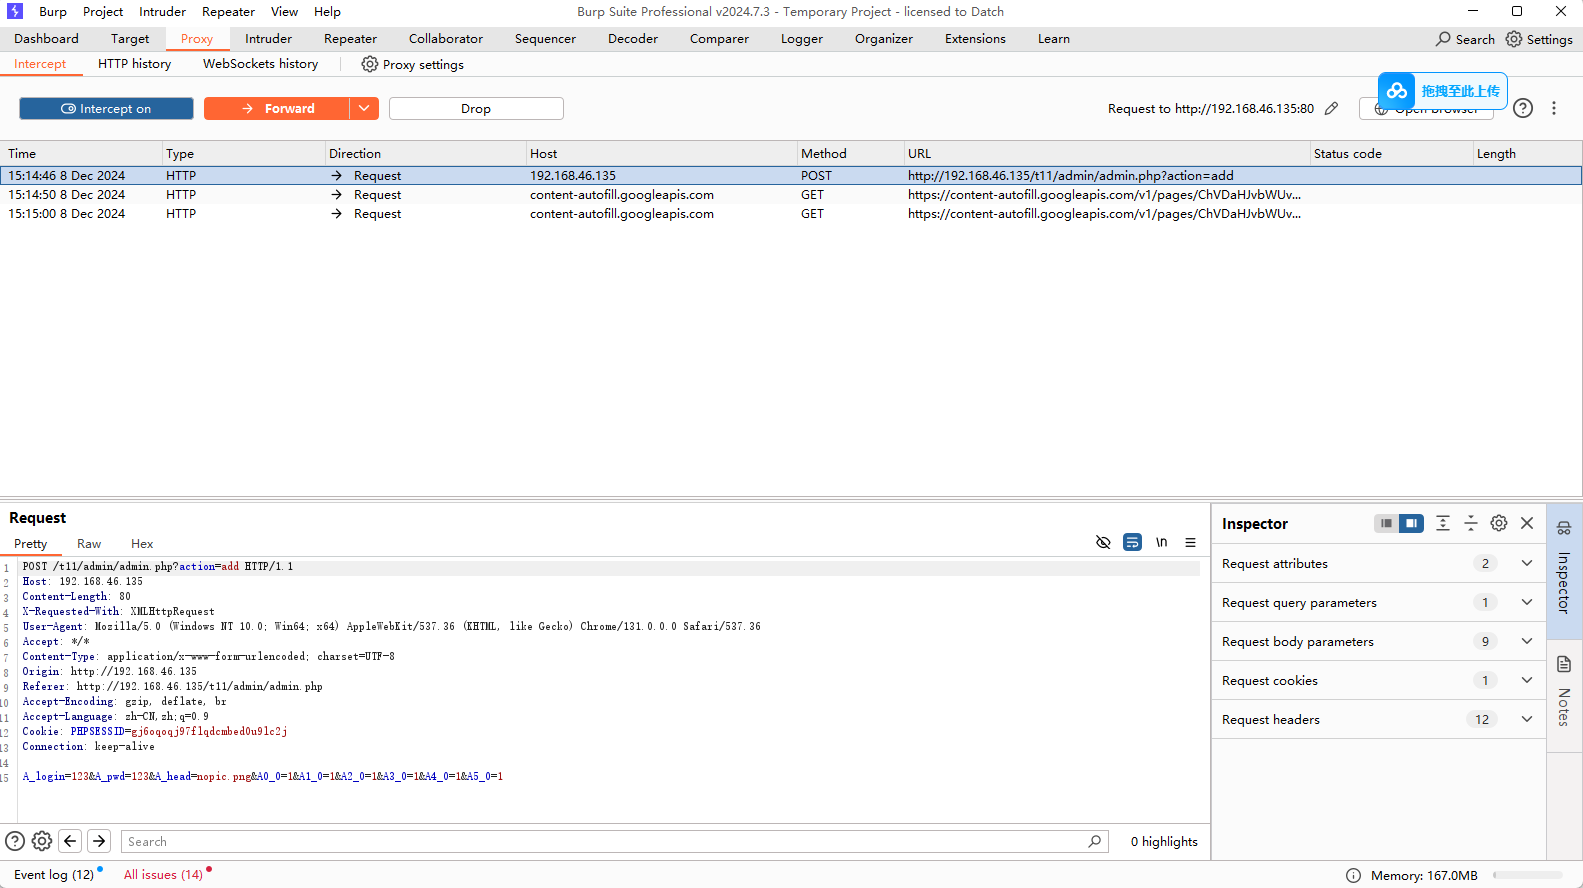 Burp Project Intruder Repeater View Help Burp Suite Professional v2024.7.3 - Temporary Project - licensed to Datch
Dashboard Target Proxy Intruder Repeater Collaborator Sequencer Decoder Comparer Logger Organizer Extensions Learn Search Settings
Intercept HTTP history WebSockets history Proxy settings
Intercept on Forward Drop Request to http://192.168.46.135:80 拖拽至此上传
Open browser
Time Type Direction Host Method URL Status code Length
15:14:46 8 Dec 2024 HTTP → Request 192.168.46.135 POST http://192.168.46.135/t11/admin/admin.php?action=add
15:14:50 8 Dec 2024 HTTP → Request content-autofill.googleapis.com GET https://content-autofill.googleapis.com/v1/pages/ChVDaHJvbWUv...
15:15:00 8 Dec 2024 HTTP → Request content-autofill.googleapis.com GET https://content-autofill.googleapis.com/v1/pages/ChVDaHJvbWUv...
Request
Pretty Raw Hex \n
1 POST /t11/admin/admin.php?action=add HTTP/1.1
2 Host: 192.168.46.135
3 Content-Length: 80
4 X-Requested-With: XMLHttpRequest
5 User-Agent: Mozilla/5.0 (Windows NT 10.0; Win64; x64) AppleWebKit/537.36 (KHTML, like Gecko) Chrome/131.0.0.0 Safari/537.36
6 Accept: */*
7 Content-Type: application/x-www-form-urlencoded; charset=UTF-8
8 Origin: http://192.168.46.135
9 Referer: http://192.168.46.135/t11/admin/admin.php
10 Accept-Encoding: gzip, deflate, br
11 Accept-Language: zh-CN,zh;q=0.9
12 Cookie: PHPSESSID=gj6oqoqj97flqdcmbed0u9lc2j
13 Connection: keep-alive
14
15 A_login=123&A_pwd=123&A_head=nopic.png&A0_0=1&A1_0=1&A2_0=1&A3_0=1&A4_0=1&A5_0=1
Search 0 highlights
Inspector
Request attributes 2
Request query parameters 1
Request body parameters 9
Request cookies 1
Request headers 12
Inspector
Notes
Event log (12) All issues (14) Memory: 167.0MB